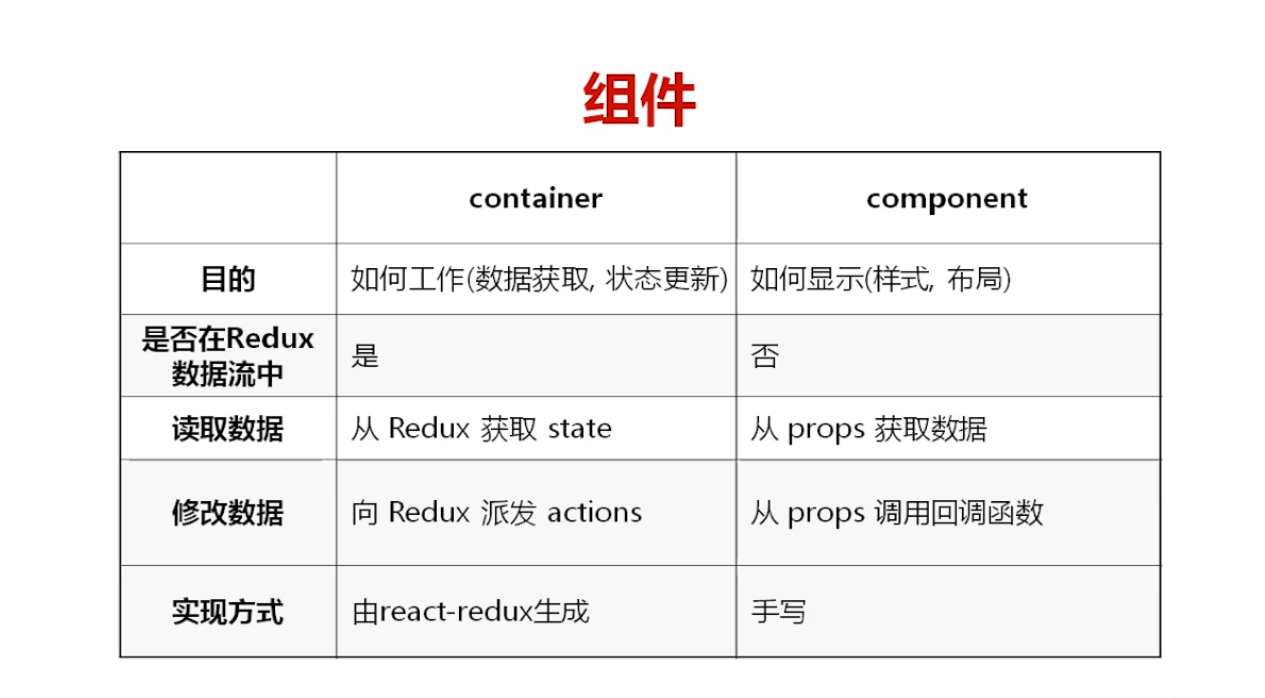 组件
container
component
目的
如何工作(数据获取, 状态更新)
如何显示(样式, 布局)
是否在Redux
数据流中
是
否
读取数据
从 Redux 获取 state
从 props 获取数据
修改数据
向 Redux 派发 actions
从 props 调用回调函数
实现方式
由react-redux生成
手写